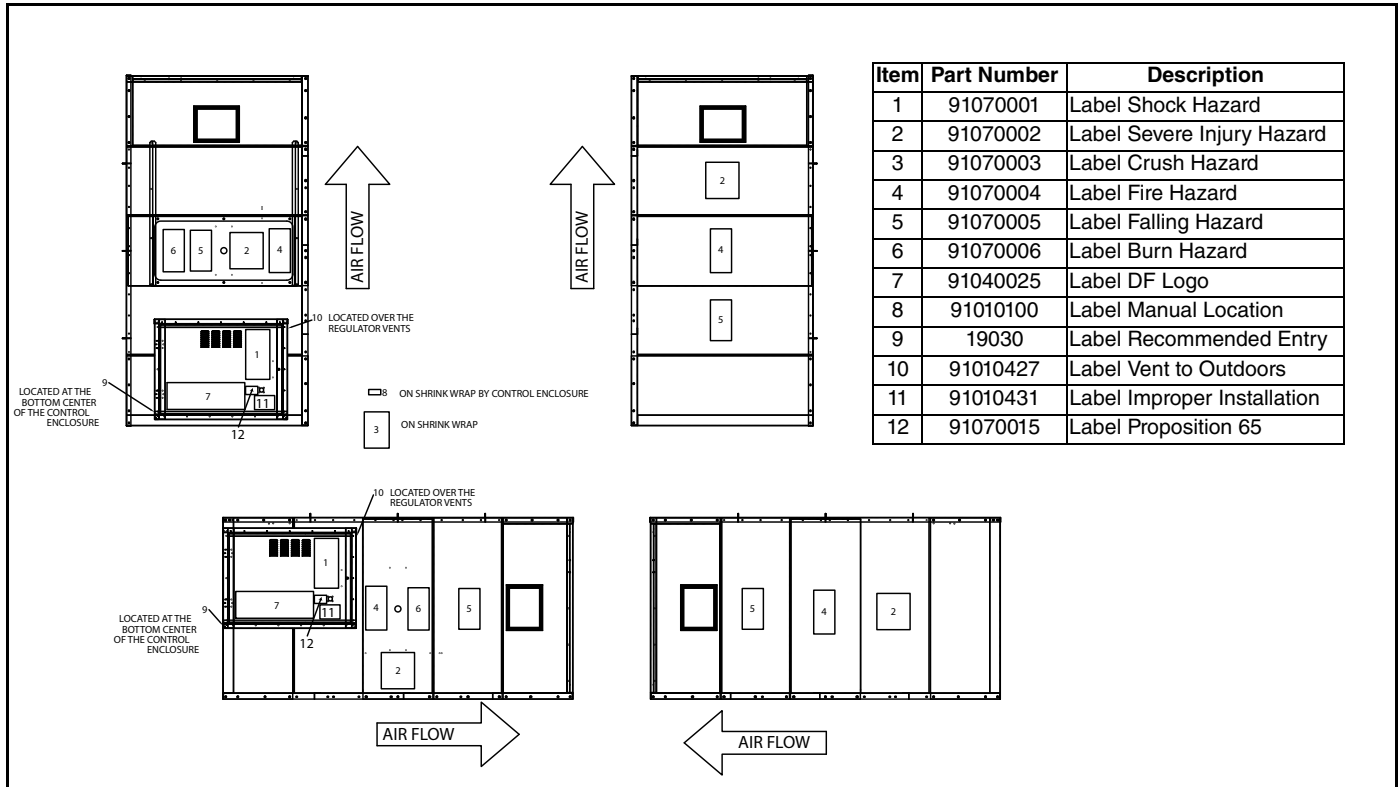 6
5
2
4
AIR FLOW
10 LOCATED OVER THE
REGULATOR VENTS
1
9
LOCATED AT THE
BOTTOM CENTER
OF THE CONTROL
ENCLOSURE
7
11
12
8 ON SHRINK WRAP BY CONTROL ENCLOSURE
3 ON SHRINK WRAP
AIR FLOW
2
4
5
Item Part Number Description
1 91070001 Label Shock Hazard
2 91070002 Label Severe Injury Hazard
3 91070003 Label Crush Hazard
4 91070004 Label Fire Hazard
5 91070005 Label Falling Hazard
6 91070006 Label Burn Hazard
7 91040025 Label DF Logo
8 91010100 Label Manual Location
9 19030 Label Recommended Entry
10 91010427 Label Vent to Outdoors
11 91010431 Label Improper Installation
12 91070015 Label Proposition 65
10 LOCATED OVER THE
REGULATOR VENTS
1
9
LOCATED AT THE
BOTTOM CENTER
OF THE CONTROL
ENCLOSURE
7
11
12
4
6
5
2
AIR FLOW
5
4
2
AIR FLOW